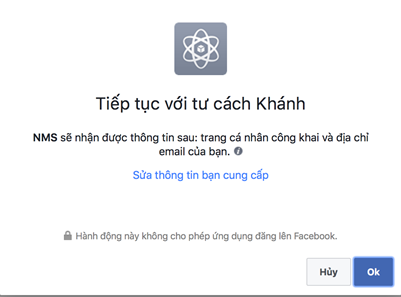 Tiếp tục với tư cách Khánh
NMS sẽ nhận được thông tin sau: trang cá nhân công khai và địa chỉ
email của bạn.
Sửa thông tin bạn cung cấp
Hành động này không cho phép ứng dụng đăng lên Facebook.
Hủy
Ok